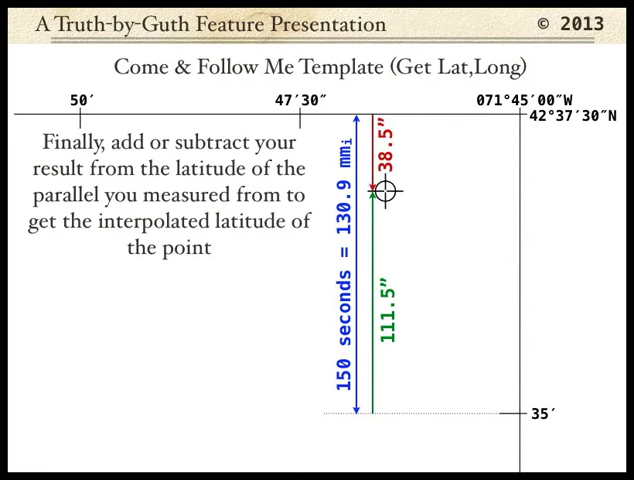 A Truth-by-Guth Feature Presentation
© 2013
Come & Follow Me Template (Get Lat,Long)
50′
47′30″
071°45′00″W
42°37′30″N
Finally, add or subtract your
result from the latitude of the
parallel you measured from to
get the interpolated latitude of
the point
150 seconds = 130.9 mmᵢ
38.5”
111.5”
35′